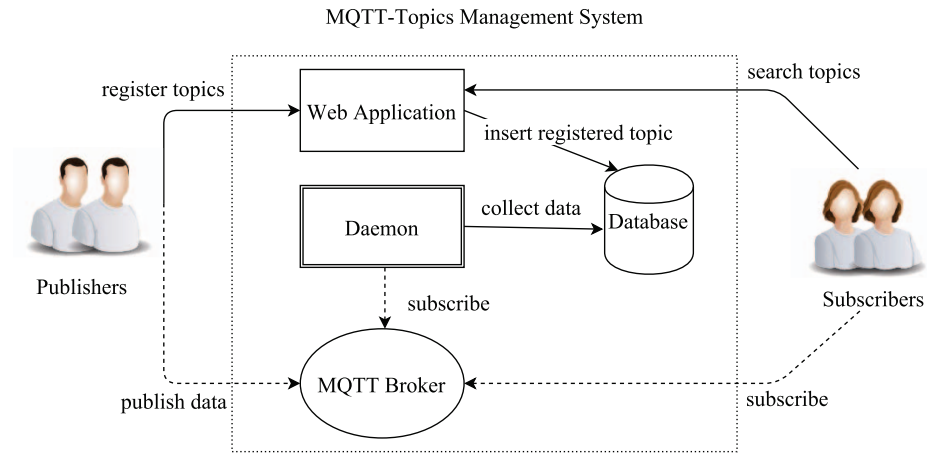 MQTT-Topics Management System
register topics
search topics
Web Application
insert registered topic
Daemon
collect data
Database
Publishers
subscribe
Subscribers
MQTT Broker
publish data
subscribe